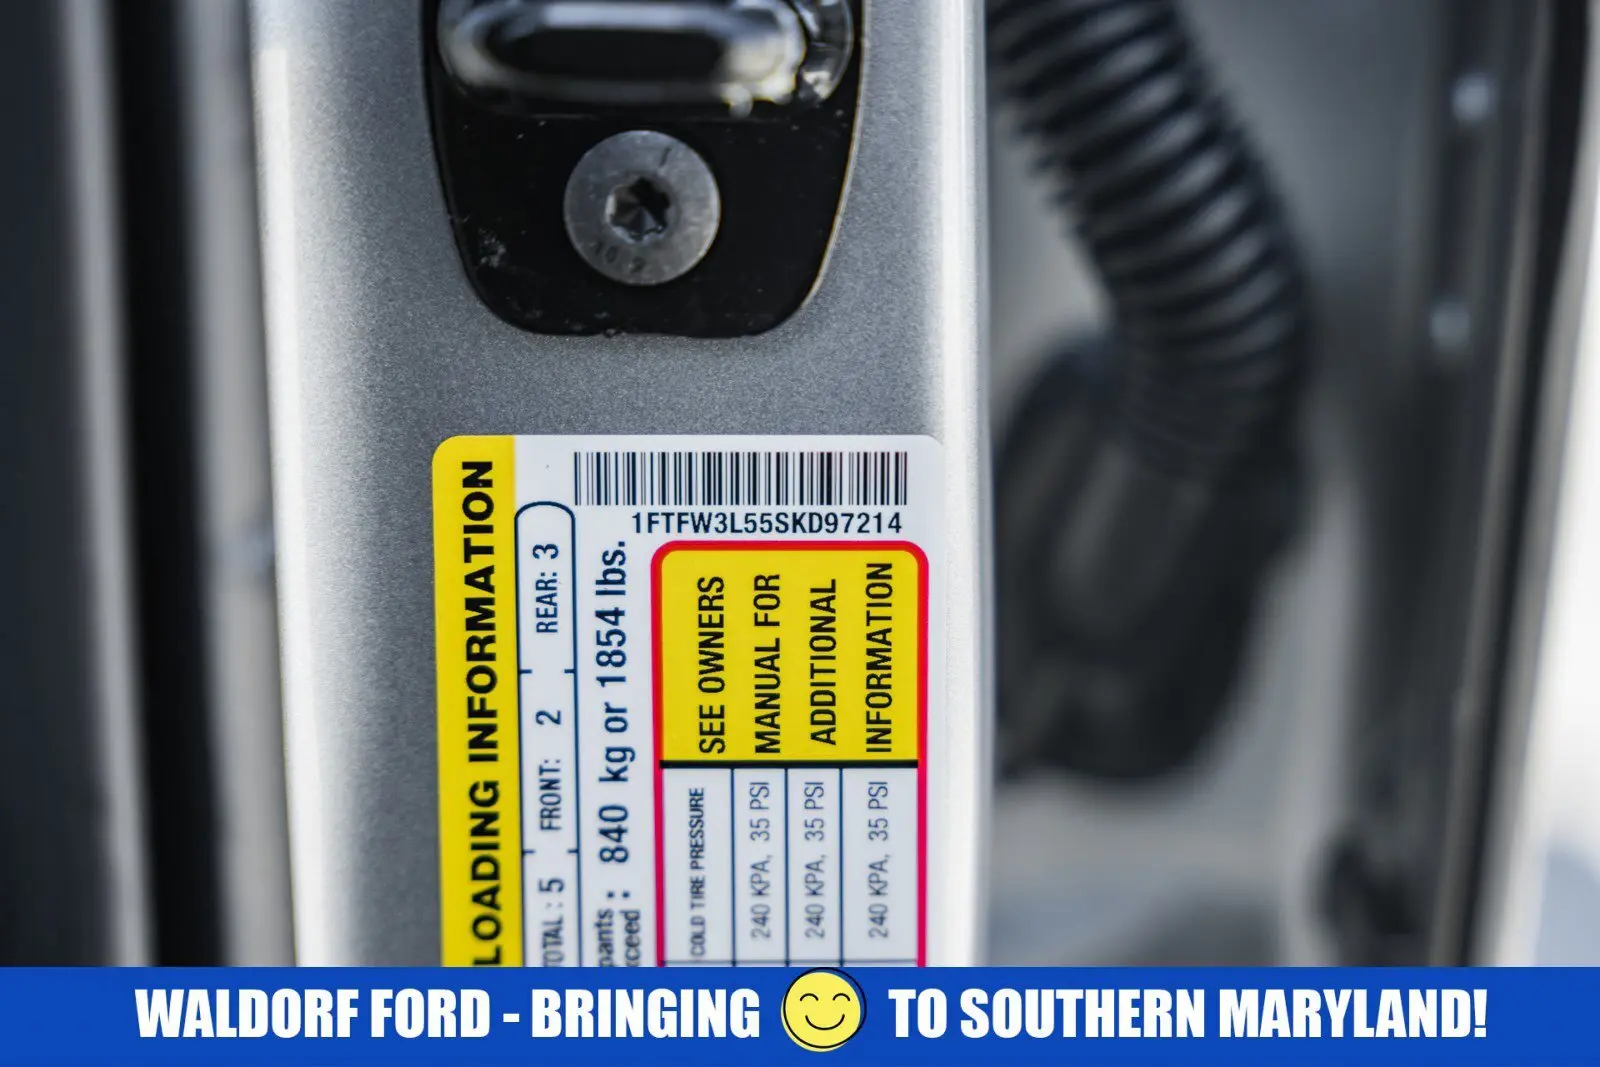 1FTFW3L55SKD97214
LOADING INFORMATION
TOTAL : 5 FRONT: 2 REAR: 3
840 kg or 1854 lbs.
COLD TIRE PRESSURE
240 KPA, 35 PSI
240 KPA, 35 PSI
240 KPA, 35 PSI
SEE OWNERS
MANUAL FOR
ADDITIONAL
INFORMATION
WALDORF FORD - BRINGING TO SOUTHERN MARYLAND!